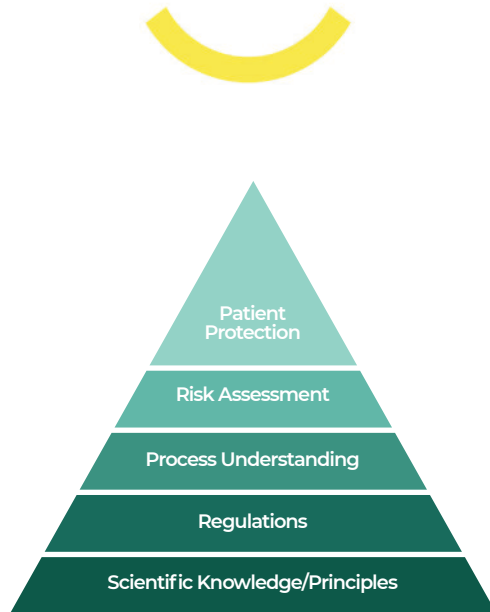 Patient
Protection
Risk Assessment
Process Understanding
Regulations
Scientific Knowledge/Principles